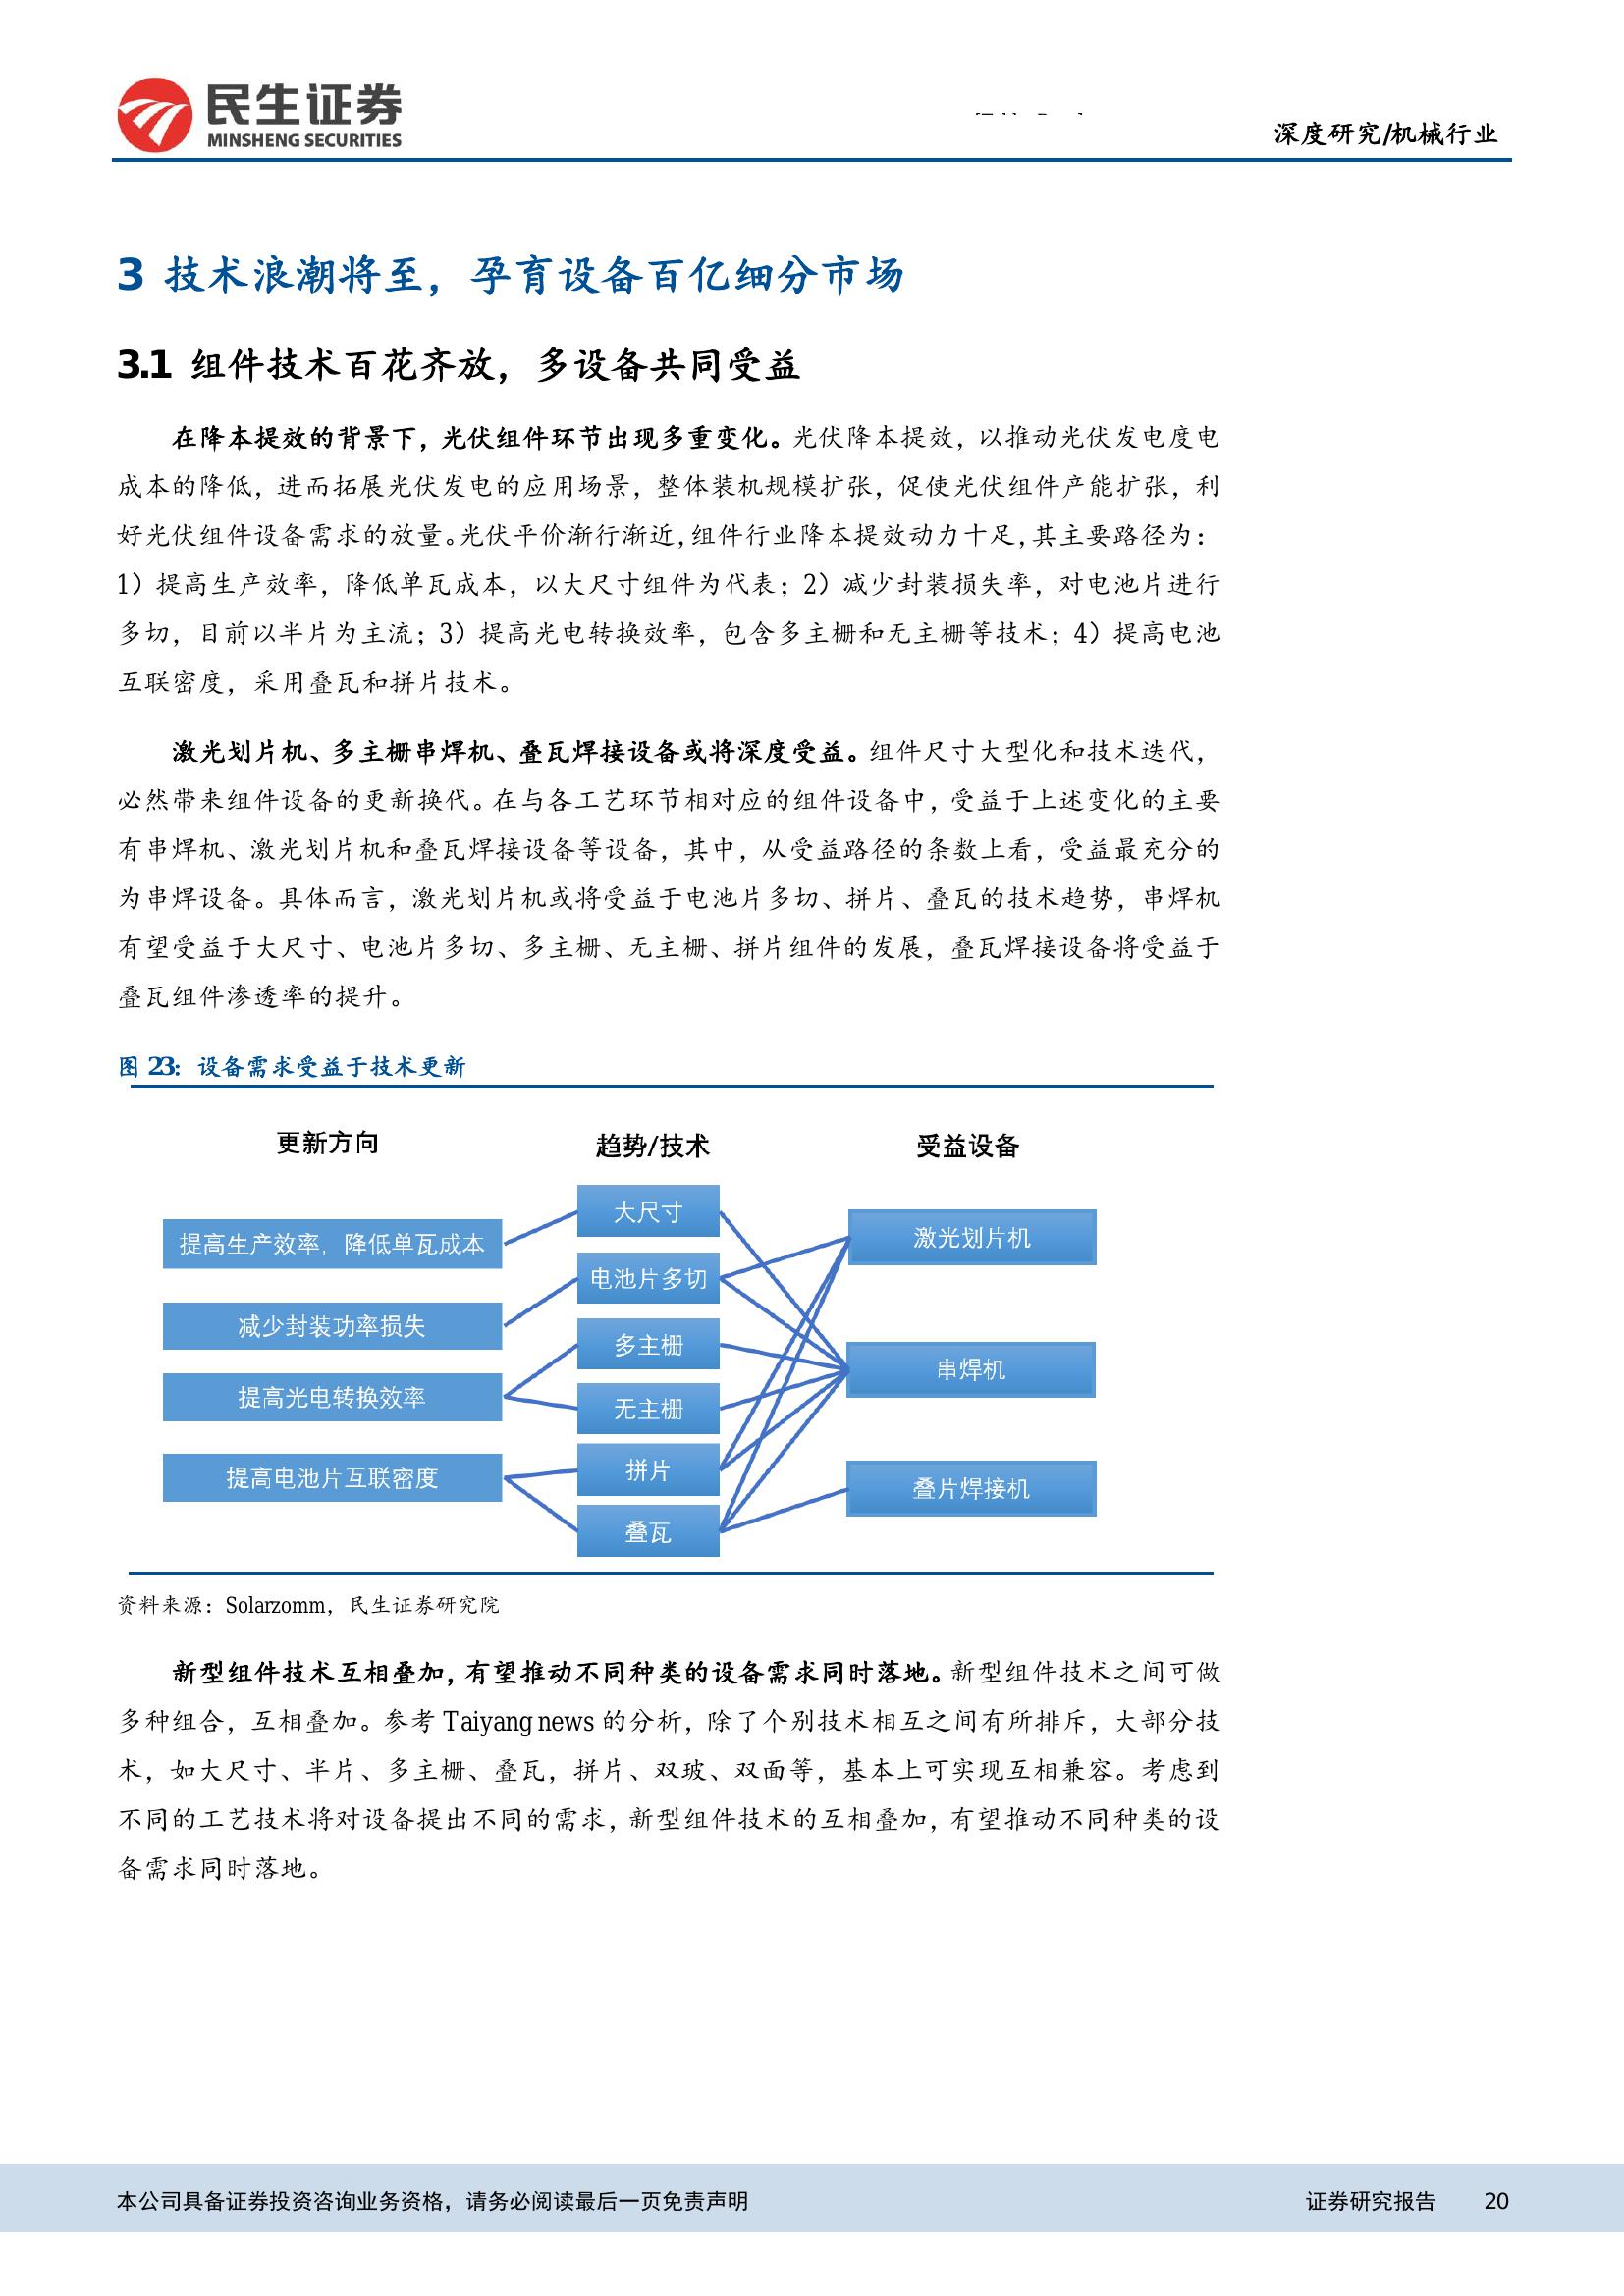 民生证券
MINSHENG SECURITIES
深度研究/机械行业
3 技术浪潮将至，孕育设备百亿细分市场
3.1 组件技术百花齐放，多设备共同受益
在降本提效的背景下，光伏组件环节出现多重变化。光伏降本提效，以推动光伏发电度电
成本的降低，进而拓展光伏发电的应用场景，整体装机规模扩张，促使光伏组件产能扩张，利
好光伏组件设备需求的放量。光伏平价渐行渐近，组件行业降本提效动力十足，其主要路径为：
1）提高生产效率，降低单瓦成本，以大尺寸组件为代表；2）减少封装损失率，对电池片进行
多切，目前以半片为主流；3）提高光电转换效率，包含多主栅和无主栅等技术；4）提高电池
互联密度，采用叠瓦和拼片技术。
激光划片机、多主栅串焊机、叠瓦焊接设备或将深度受益。组件尺寸大型化和技术迭代，
必然带来组件设备的更新换代。在与各工艺环节相对应的组件设备中，受益于上述变化的主要
有串焊机、激光划片机和叠瓦焊接设备等设备，其中，从受益路径的条数上看，受益最充分的
为串焊设备。具体而言，激光划片机或将受益于电池片多切、拼片、叠瓦的技术趋势，串焊机
有望受益于大尺寸、电池片多切、多主栅、无主栅、拼片组件的发展，叠瓦焊接设备将受益于
叠瓦组件渗透率的提升。
图 23：设备需求受益于技术更新
更新方向
趋势/技术
受益设备
提高生产效率，降低单瓦成本
减少封装功率损失
提高光电转换效率
提高电池片互联密度
大尺寸
电池片多切
多主栅
无主栅
拼片
叠瓦
激光划片机
串焊机
叠片焊接机
资料来源：Solarzomm，民生证券研究院
新型组件技术互相叠加，有望推动不同种类的设备需求同时落地。新型组件技术之间可做
多种组合，互相叠加。参考 Taiyang news 的分析，除了个别技术相互之间有所排斥，大部分技
术，如大尺寸、半片、多主栅、叠瓦，拼片、双玻、双面等，基本上可实现互相兼容。考虑到
不同的工艺技术将对设备提出不同的需求，新型组件技术的互相叠加，有望推动不同种类的设
备需求同时落地。
本公司具备证券投资咨询业务资格，请务必阅读最后一页免责声明
证券研究报告 20